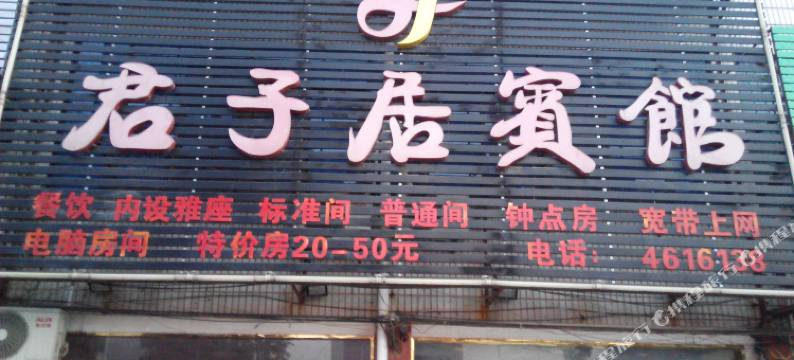 君子居賓館
餐饮 内设雅座 标准间 普通间 钟点房 宽带上网
电脑房间 特价房20-50元 电话: 4616138
AUX